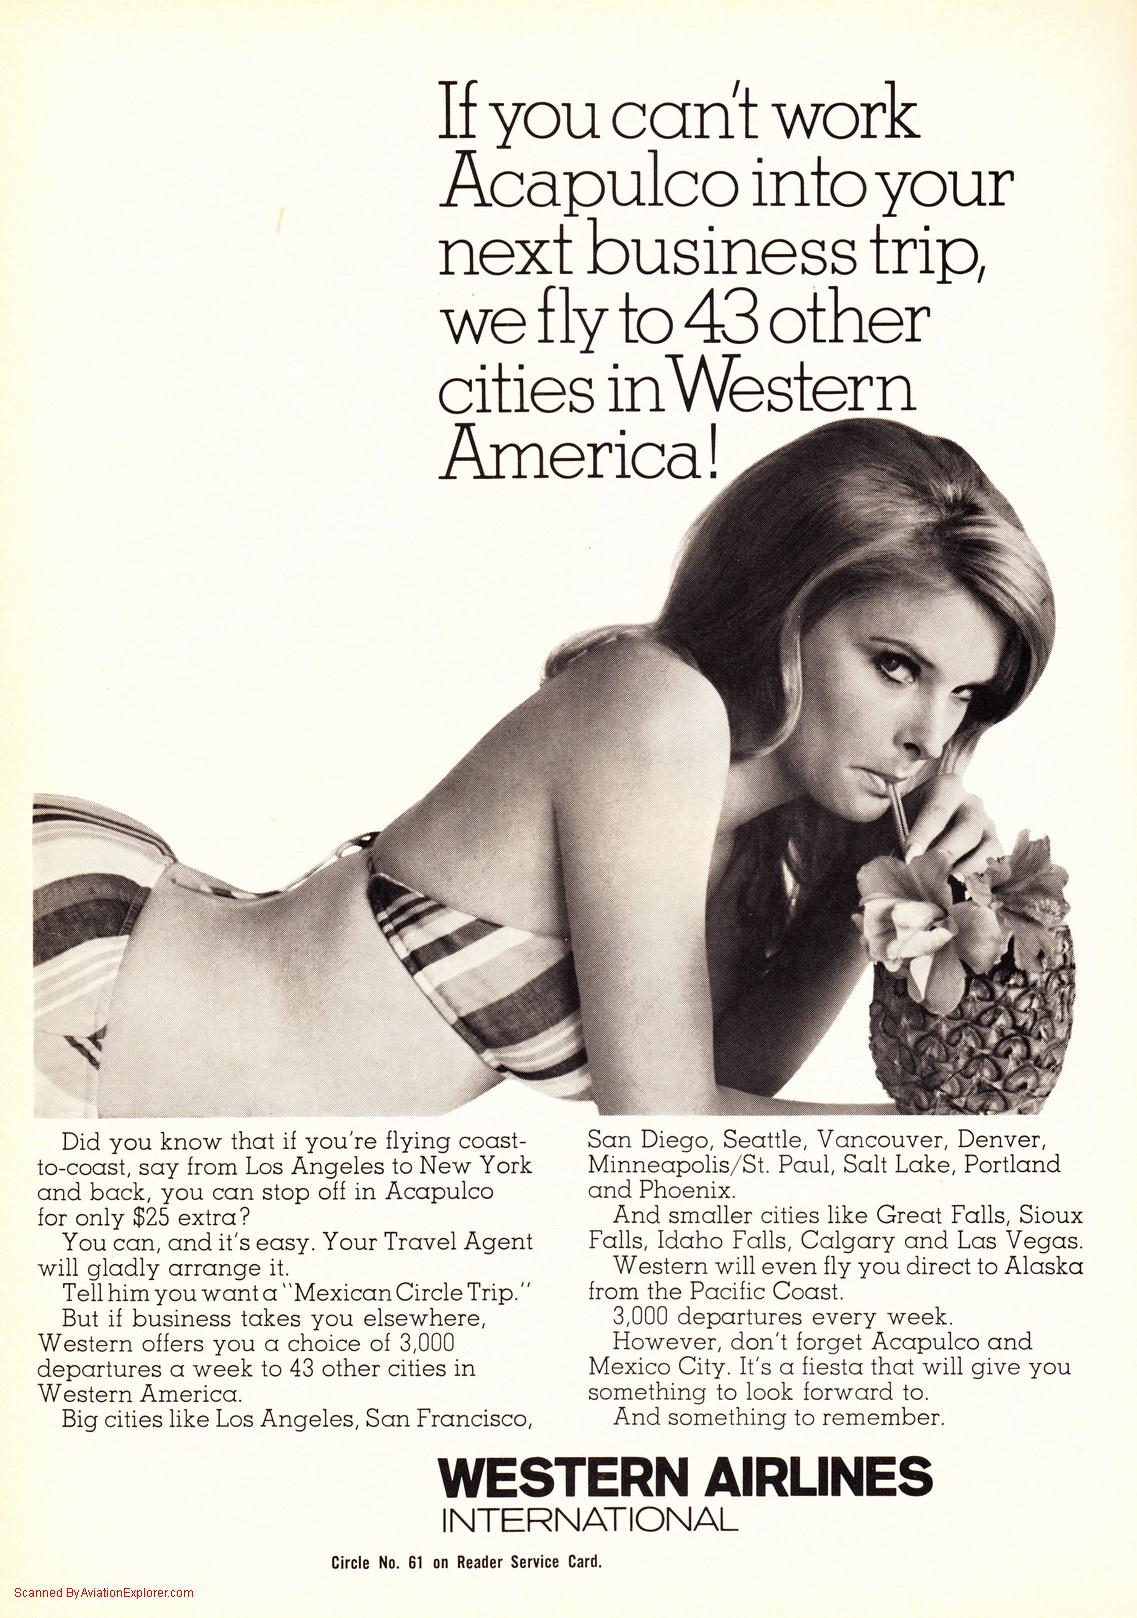 If you can't work
Acapulco into your
next business trip,
we fly to 43 other
cities in Western
America!
Did you know that if you're flying coast-
to-coast, say from Los Angeles to New York
and back, you can stop off in Acapulco
for only $25 extra?
You can, and it's easy. Your Travel Agent
will gladly arrange it.
Tell him you want a "Mexican Circle Trip."
But if business takes you elsewhere,
Western offers you a choice of 3,000
departures a week to 43 other cities in
Western America.
Big cities like Los Angeles, San Francisco,
San Diego, Seattle, Vancouver, Denver,
Minneapolis/St. Paul, Salt Lake, Portland
and Phoenix.
And smaller cities like Great Falls, Sioux
Falls, Idaho Falls, Calgary and Las Vegas.
Western will even fly you direct to Alaska
from the Pacific Coast.
3,000 departures every week.
However, don't forget Acapulco and
Mexico City. It's a fiesta that will give you
something to look forward to.
And something to remember.
WESTERN AIRLINES
INTERNATIONAL
Circle No. 61 on Reader Service Card.
Scanned By AviationExplorer.com